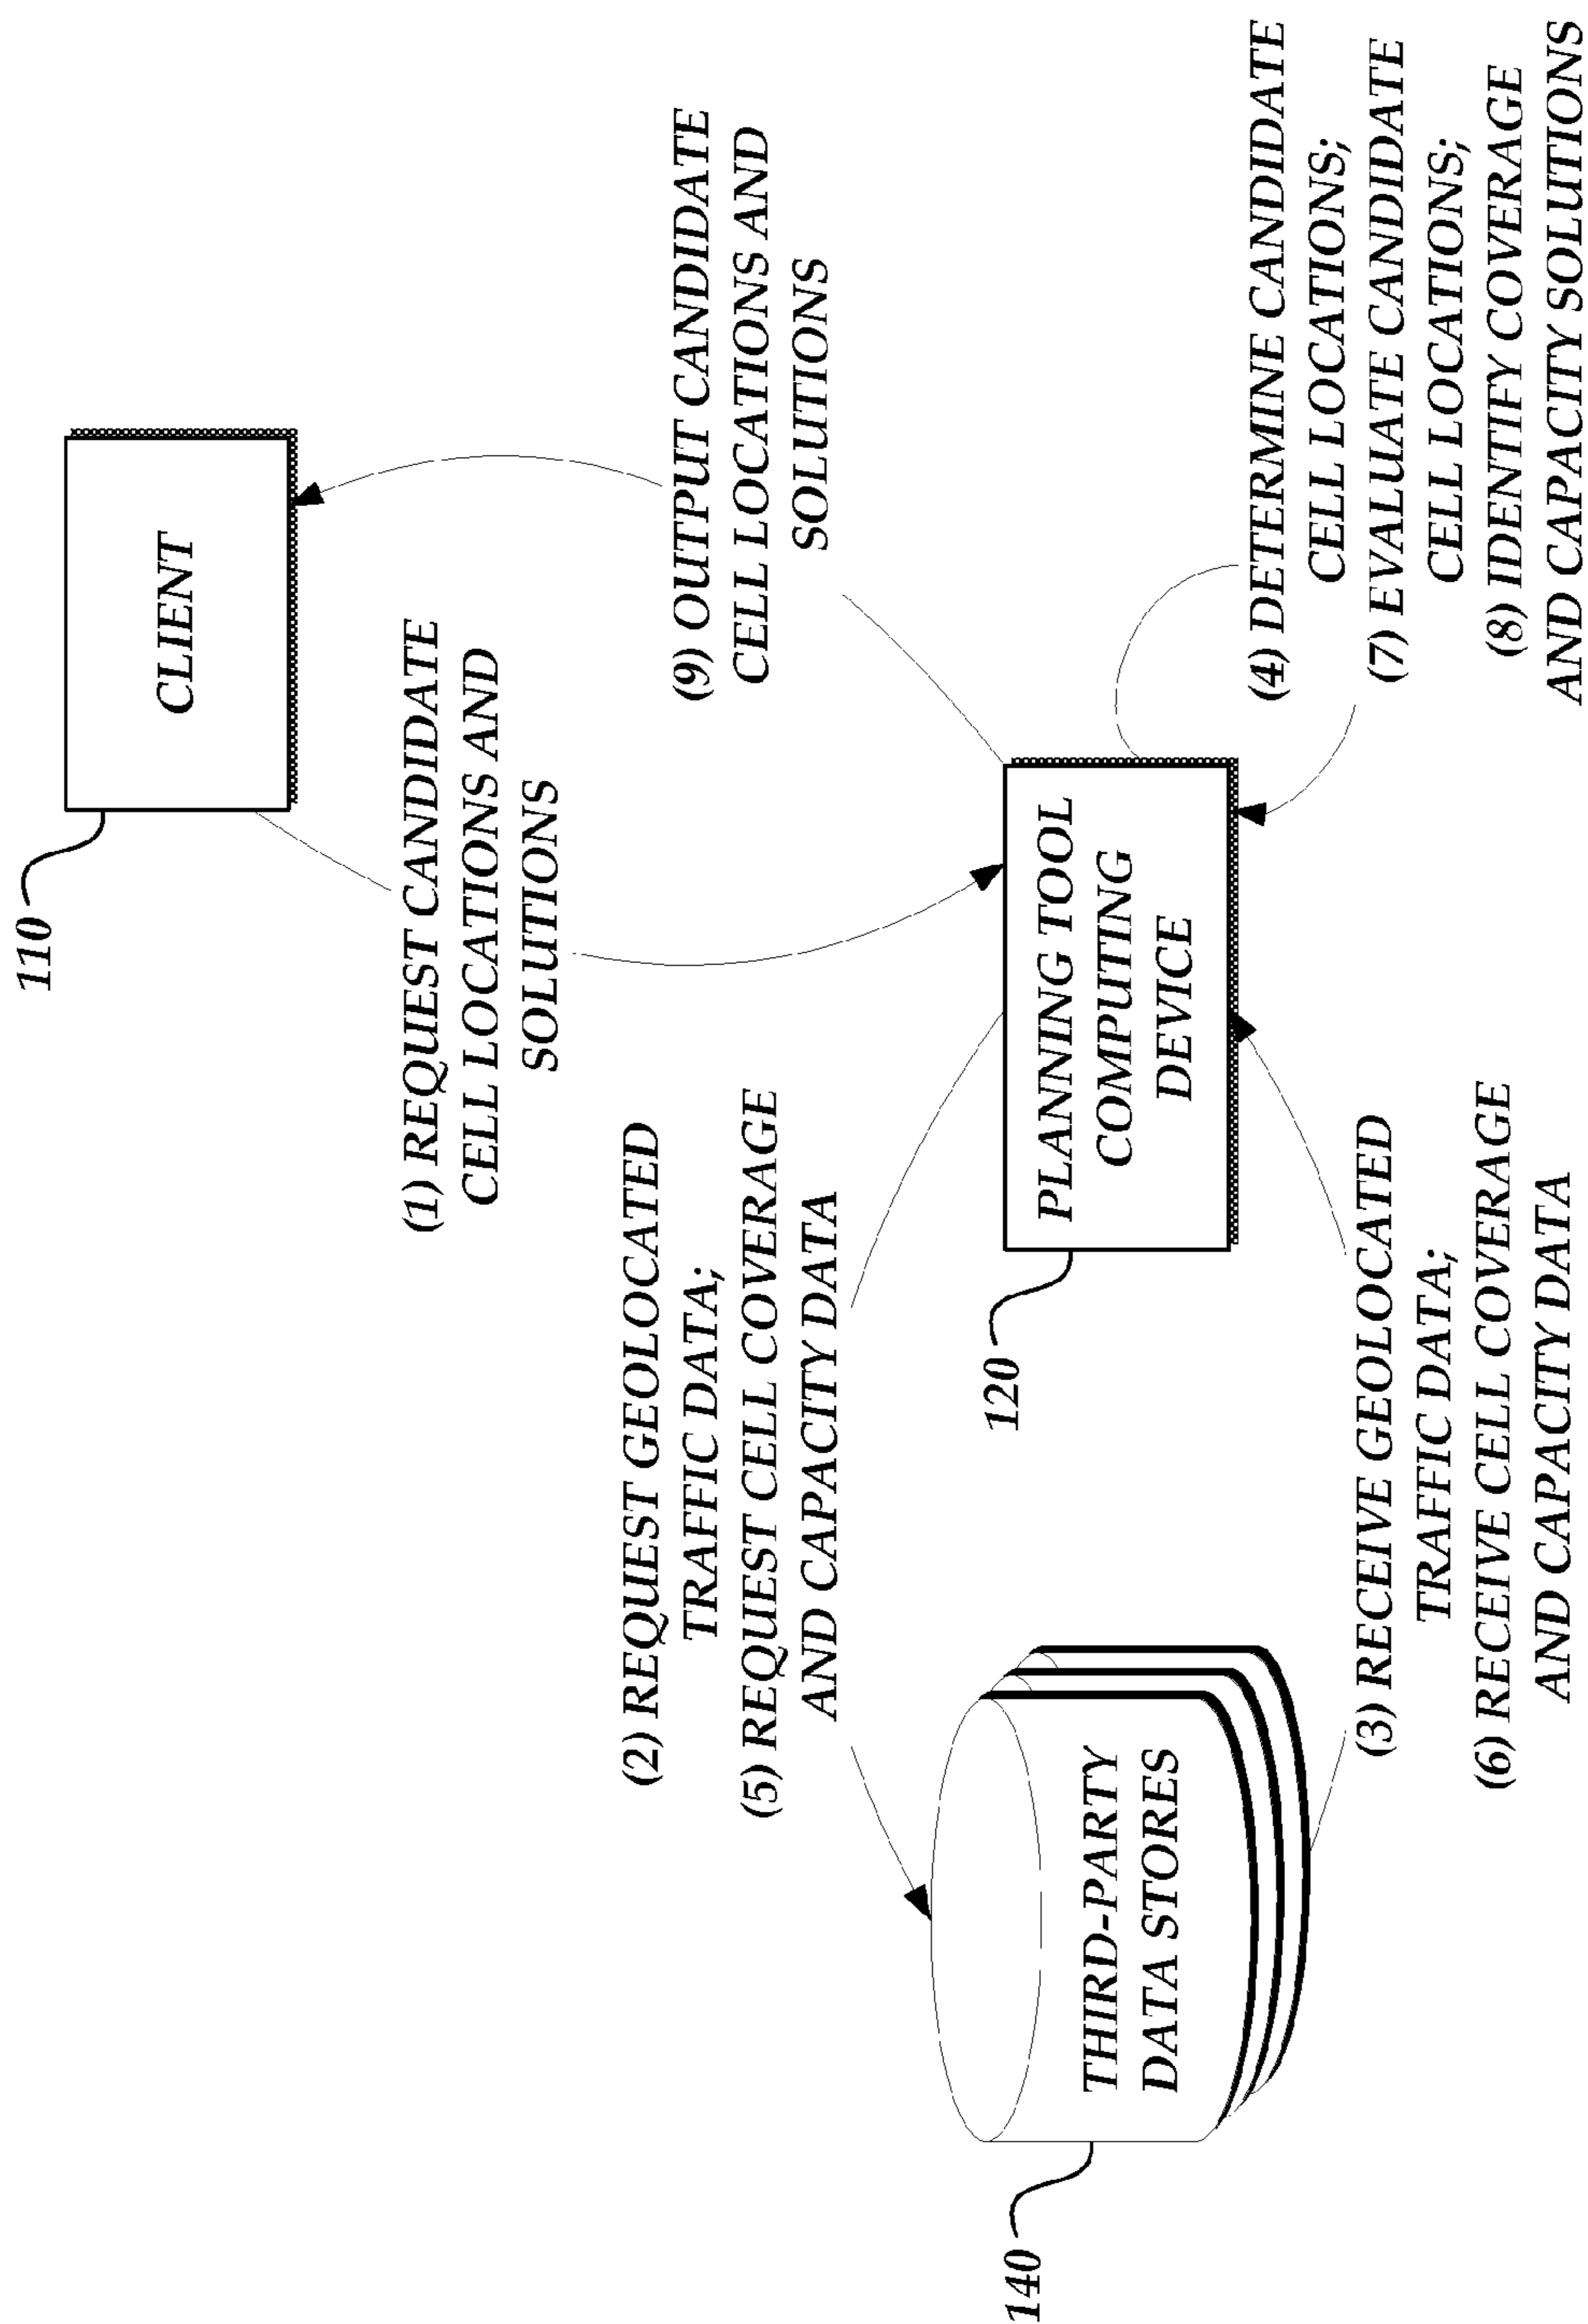 110
CLIENT
(1) REQUEST CANDIDATE
CELL LOCATIONS AND
SOLUTIONS
(9) OUTPUT CANDIDATE
CELL LOCATIONS AND
SOLUTIONS
(2) REQUEST GEOLOCATED
TRAFFIC DATA;
(5) REQUEST CELL COVERAGE
AND CAPACITY DATA
140
THIRD-PARTY
DATA STORES
120
PLANNING TOOL
COMPUTING
DEVICE
(3) RECEIVE GEOLOCATED
TRAFFIC DATA;
(6) RECEIVE CELL COVERAGE
AND CAPACITY DATA
(4) DETERMINE CANDIDATE
CELL LOCATIONS;
(7) EVALUATE CANDIDATE
CELL LOCATIONS;
(8) IDENTIFY COVERAGE
AND CAPACITY SOLUTIONS